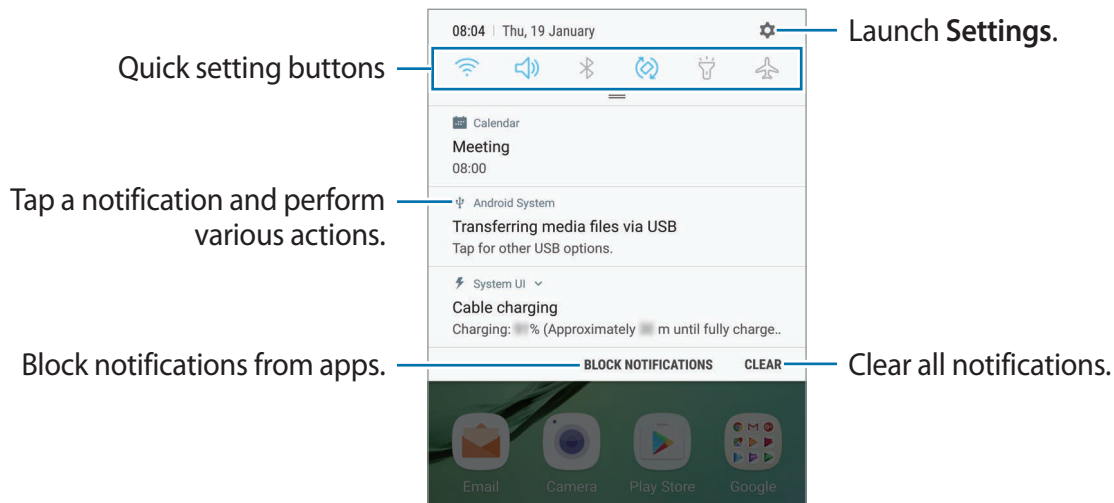 08:04 Thu, 19 January
Launch Settings.
Quick setting buttons
Calendar
Meeting
08:00
Tap a notification and perform
various actions.
Android System
Transferring media files via USB
Tap for other USB options.
System UI
Cable charging
Charging: % (Approximately m until fully charge..
Block notifications from apps.
BLOCK NOTIFICATIONS CLEAR
Clear all notifications.
Email Camera Play Store Google